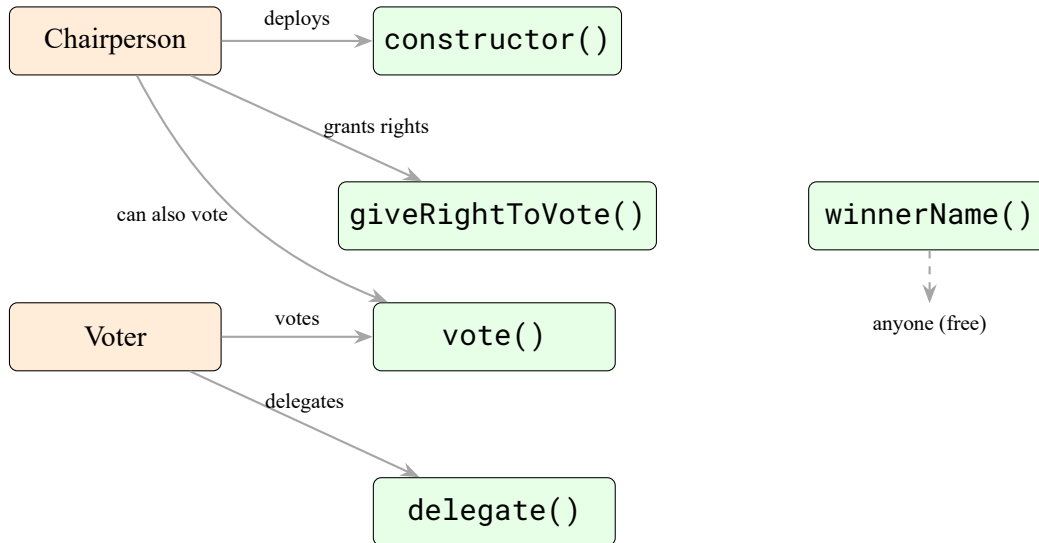 Chairperson
deploys
constructor()
grants rights
can also vote
giveRightToVote()
winnerName()
Voter
votes
vote()
anyone (free)
delegates
delegate()